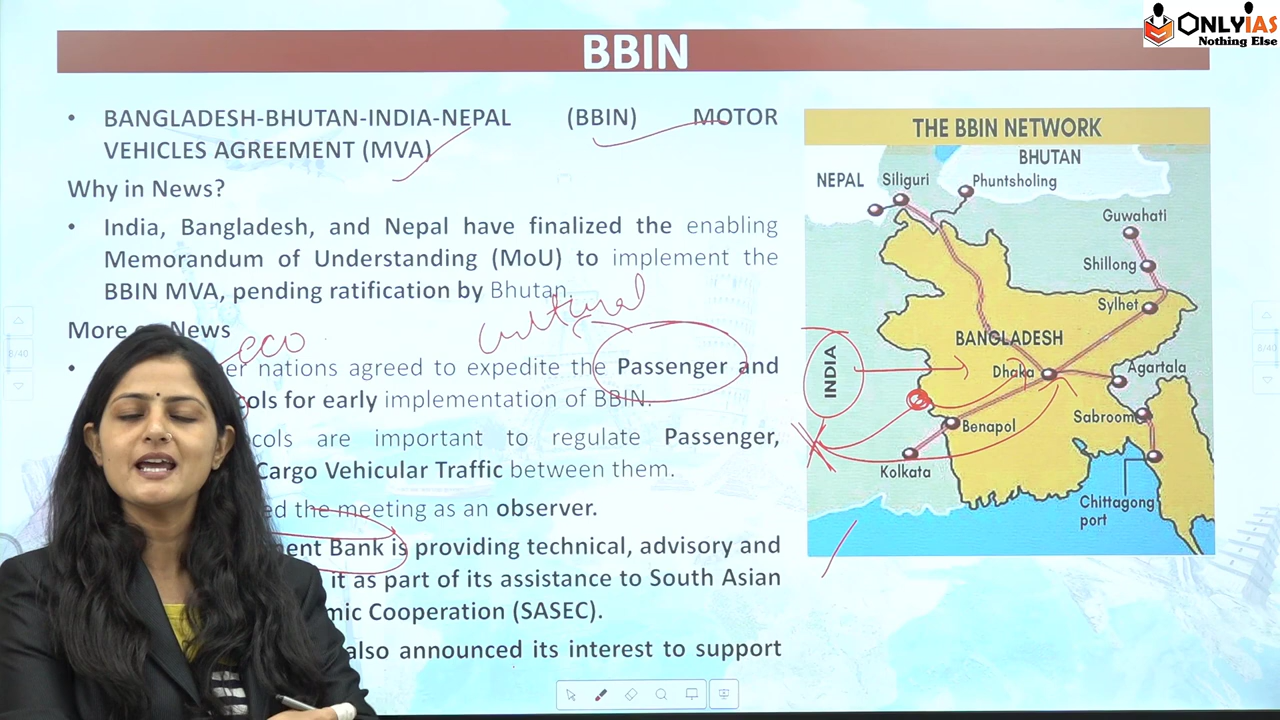 ONLYIAS
Nothing Else
BBIN
• BANGLADESH-BHUTAN-INDIA-NEPAL (BBIN) MOTOR
VEHICLES AGREEMENT (MVA)
Why in News?
• India, Bangladesh, and Nepal have finalized the enabling
Memorandum of Understanding (MoU) to implement the
BBIN MVA, pending ratification by Bhutan.
cultural
More News
eco
• nations agreed to expedite the Passenger and
for early implementation of BBIN.
are important to regulate Passenger,
Cargo Vehicular Traffic between them.
the meeting as an observer.
Bank is providing technical, advisory and
it as part of its assistance to South Asian
Cooperation (SASEC).
also announced its interest to support
THE BBIN NETWORK
BHUTAN
NEPAL
Siliguri
Phuntsholing
Guwahati
Shillong
Sylhet
BANGLADESH
INDIA
Dhaka
Agartala
Benapol
Sabroom
Kolkata
Chittagong
port
8/40
8/40